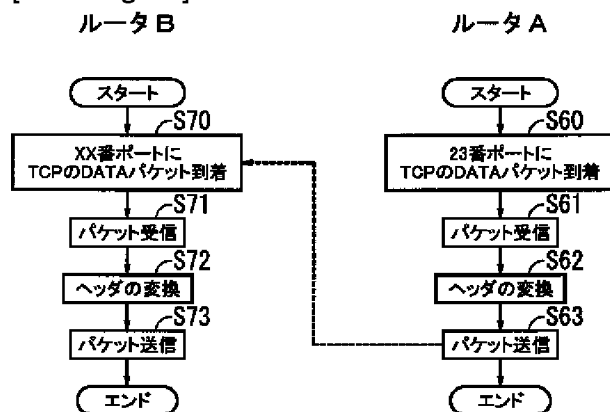 ルータB
スタート
S70
XX番ポートに
TCPのDATAパケット到着
S71
パケット受信
S72
ヘッダの変換
S73
パケット送信
エンド
ルータA
スタート
S60
23番ポートに
TCPのDATAパケット到着
S61
パケット受信
S62
ヘッダの変換
S63
パケット送信
エンド